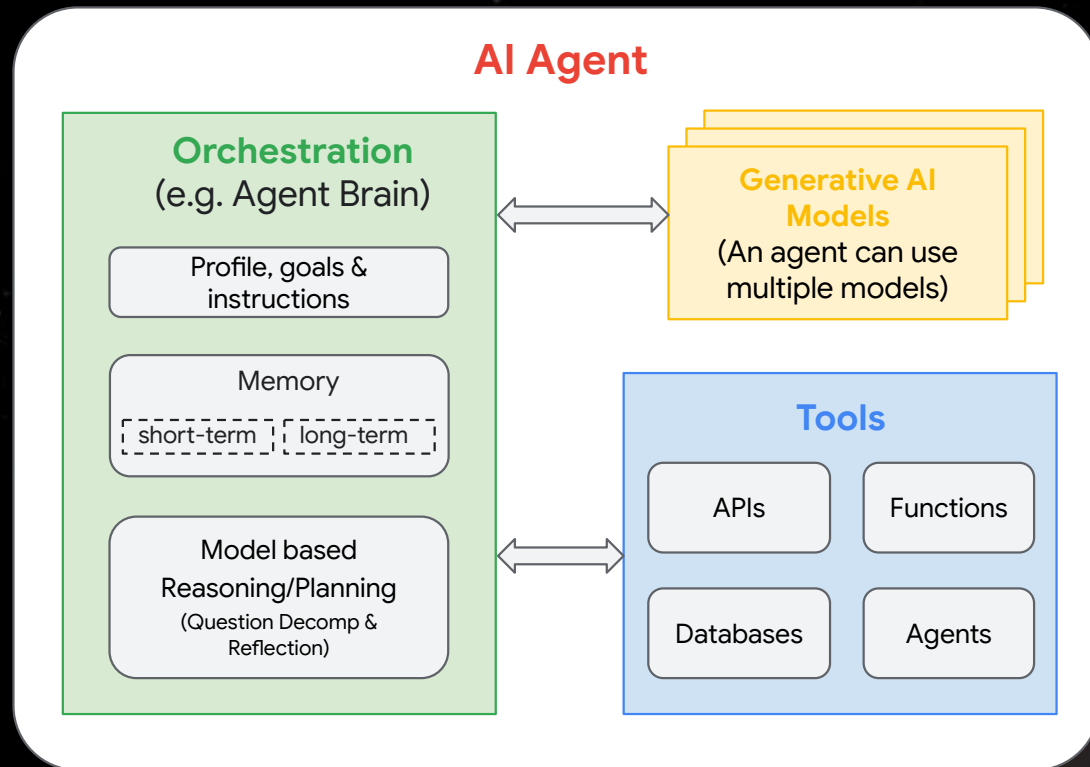 AI Agent
Orchestration
(e.g. Agent Brain)
Profile, goals &
instructions
Memory
short-term
long-term
Model based
Reasoning/Planning
(Question Decomp &
Reflection)
Generative AI
Models
(An agent can use
multiple models)
Tools
APIs
Functions
Databases
Agents